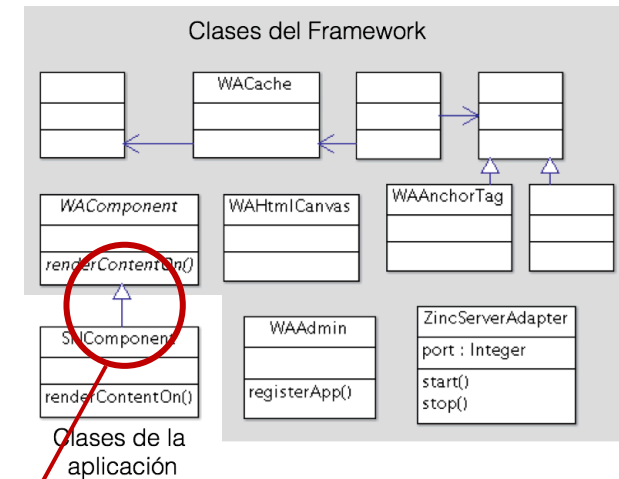 Clases del Framework
WACache
WAComponent
renderContentOn()
WAHtmlCanvas
WAAnchorTag
renderContentOn()
WAAdmin
registerApp()
ZincServerAdapter
port : Integer
start()
stop()
Clases de la
aplicación